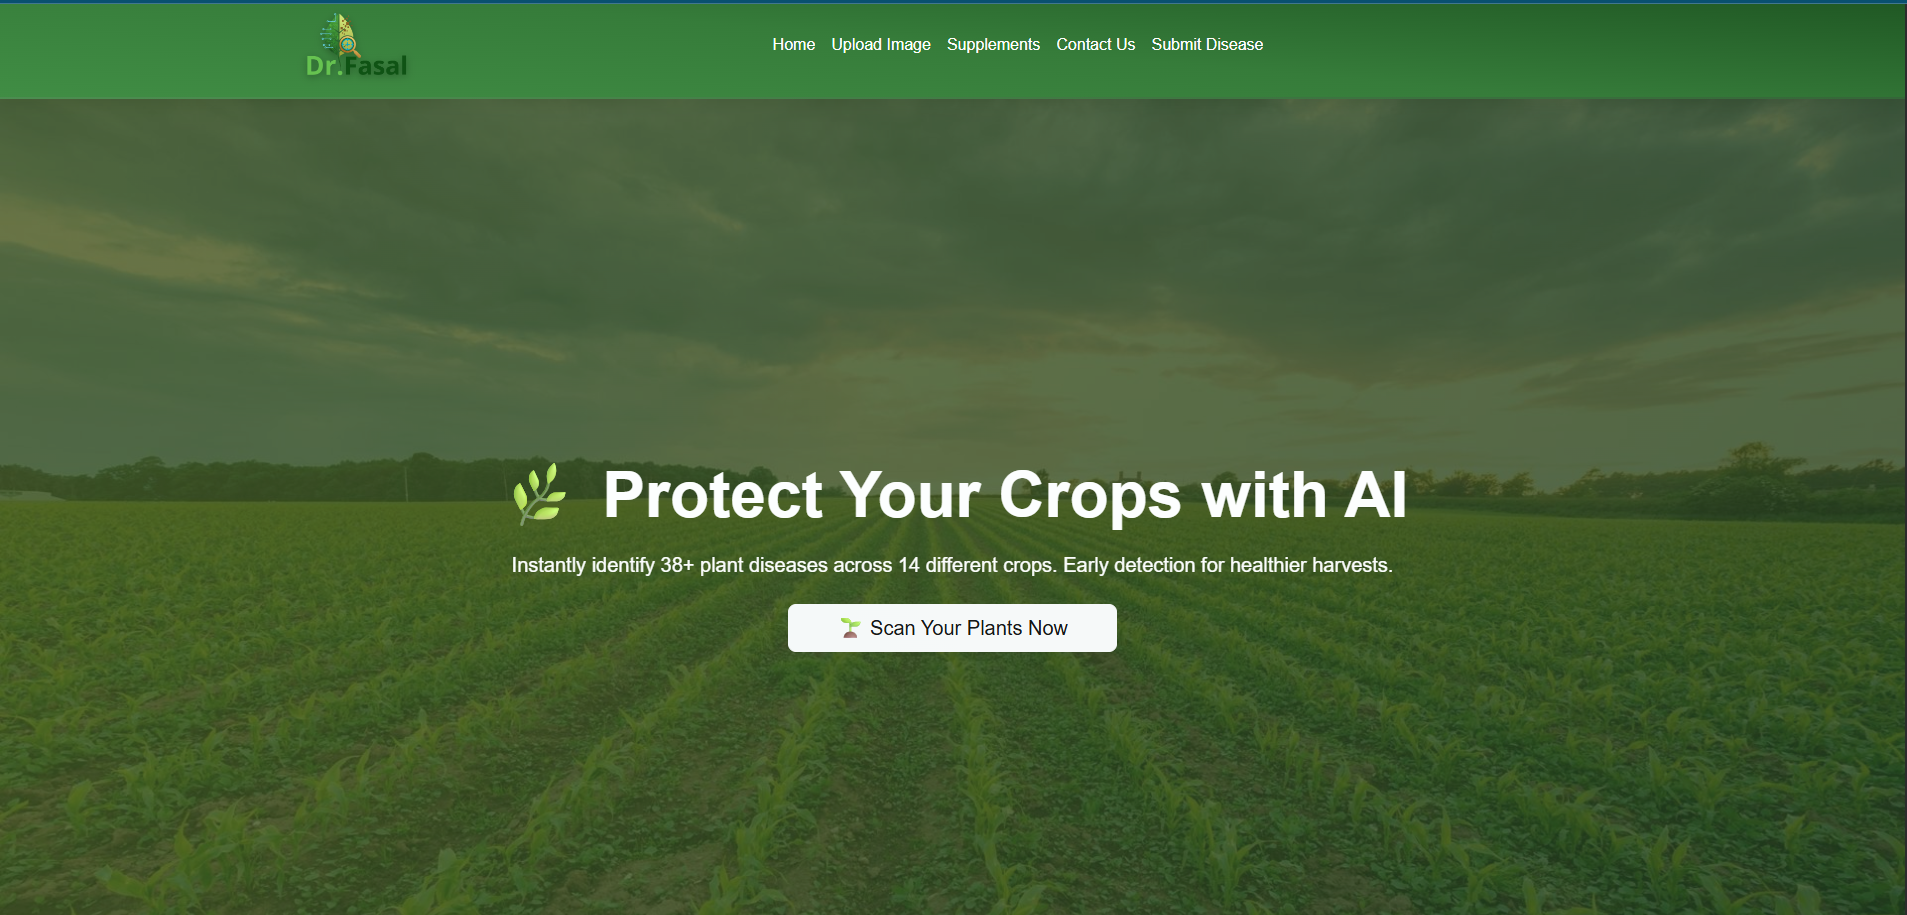 Dr.Fasal
Home Upload Image Supplements Contact Us Submit Disease
Protect Your Crops with AI
Instantly identify 38+ plant diseases across 14 different crops. Early detection for healthier harvests.
Scan Your Plants Now